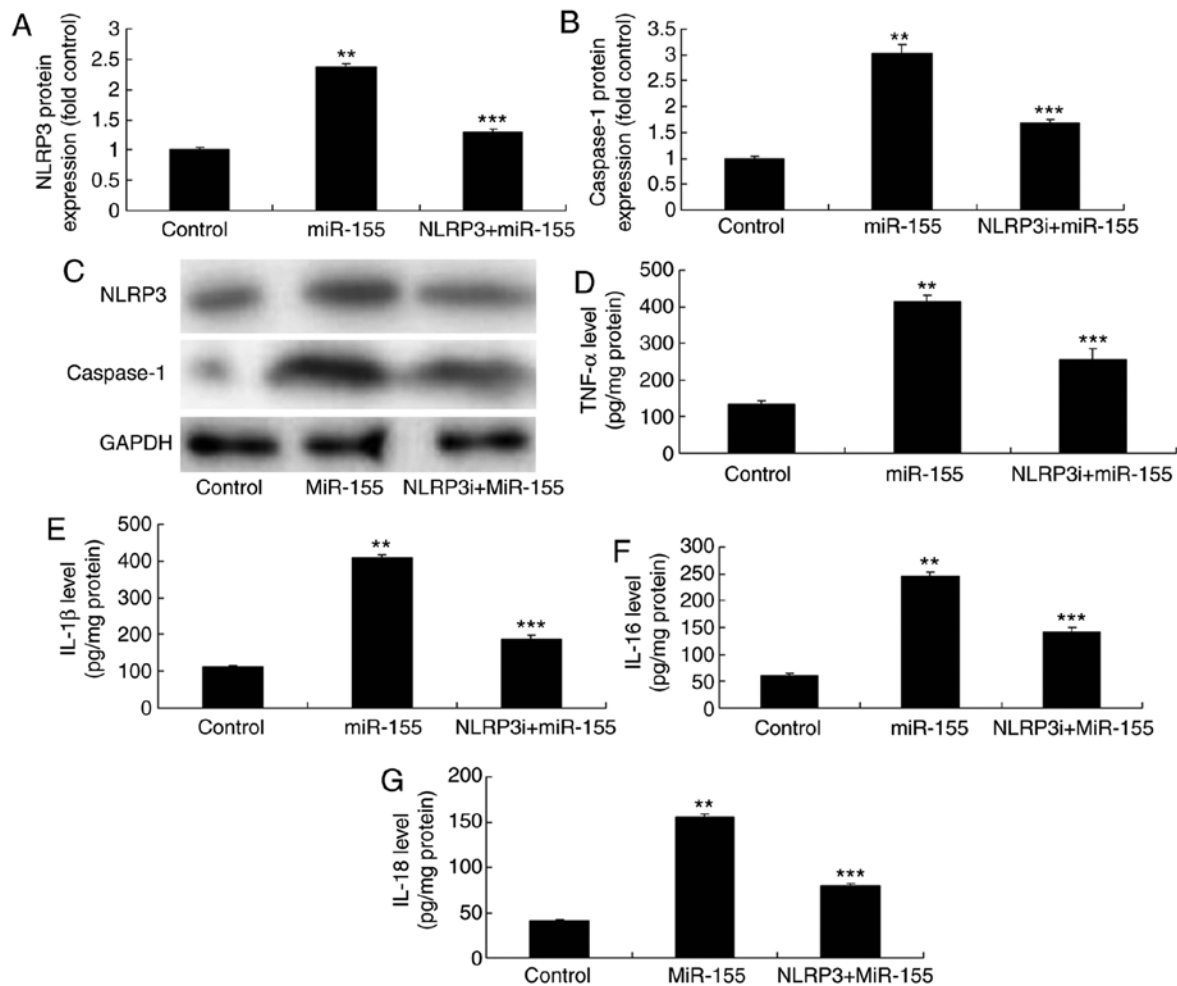 A
NLRP3 protein
expression (fold control)
3
2.5
2
1.5
1
0.5
0
**
***
Control
miR-155
NLRP3+miR-155
B
Caspase-1 protein
expression (fold control)
3.5
3
2.5
2
1.5
1
0.5
0
**
***
Control
miR-155
NLRP3i+miR-155
C
NLRP3
Caspase-1
GAPDH
Control
MiR-155
NLRP3i+MiR-155
D
TNF-α level
(pg/mg protein)
500
400
300
200
100
0
**
***
Control
miR-155
NLRP3i+miR-155
E
IL-1β level
(pg/mg protein)
500
400
300
200
100
0
**
***
Control
miR-155
NLRP3i+miR-155
F
IL-16 level
(pg/mg protein)
300
250
200
150
100
50
0
**
***
Control
miR-155
NLRP3i+MiR-155
G
IL-18 level
(pg/mg protein)
200
150
100
50
0
**
***
Control
MiR-155
NLRP3+MiR-155